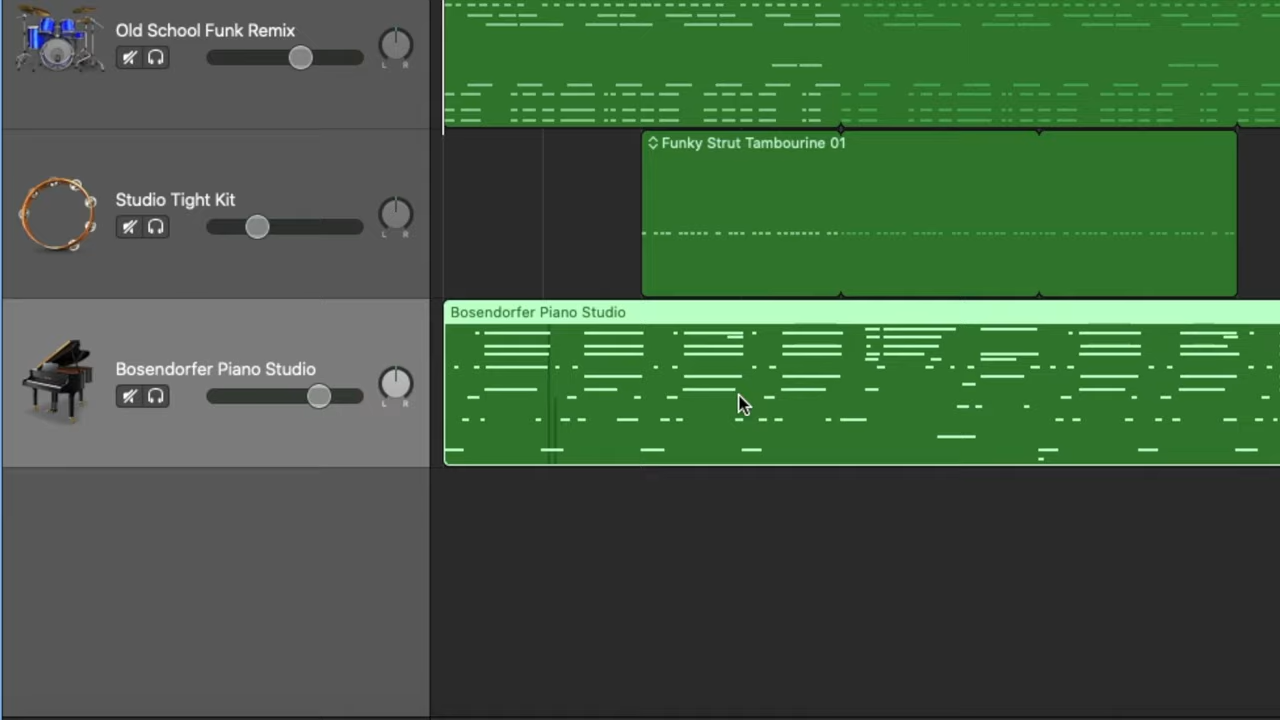 Old School Funk Remix
L R
Funky Strut Tambourine 01
Studio Tight Kit
L R
Bosendorfer Piano Studio
Bosendorfer Piano Studio
L R